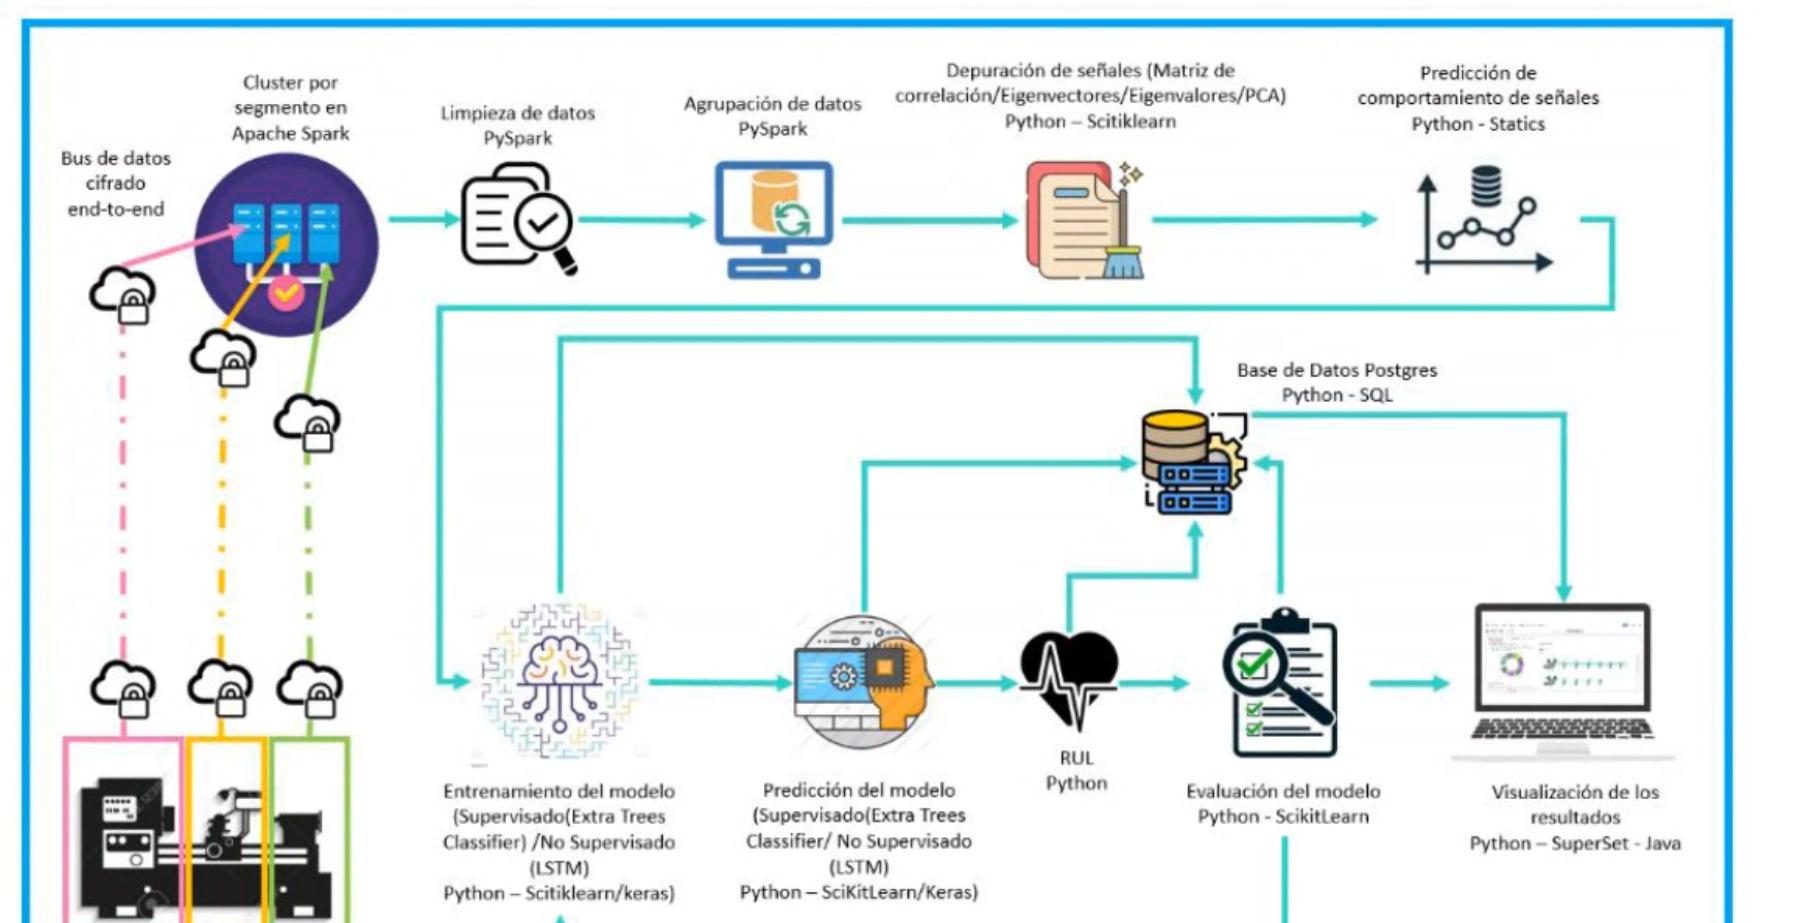 Cluster por
segmento en
Apache Spark
Bus de datos
cifrado
end-to-end
Limpieza de datos
PySpark
Agrupación de datos
PySpark
Depuración de señales (Matriz de
correlación/Eigenvectores/Eigenvalores/PCA)
Python – Scitiklearn
Predicción de
comportamiento de señales
Python - Statics
Base de Datos Postgres
Python - SQL
Entrenamiento del modelo
(Supervisado(Extra Trees
Classifier) /No Supervisado
(LSTM)
Python – Scitiklearn/keras)
Predicción del modelo
(Supervisado(Extra Trees
Classifier/ No Supervisado
(LSTM)
Python – SciKitLearn/Keras)
RUL
Python
Evaluación del modelo
Python - ScikitLearn
Visualización de los
resultados
Python – SuperSet - Java